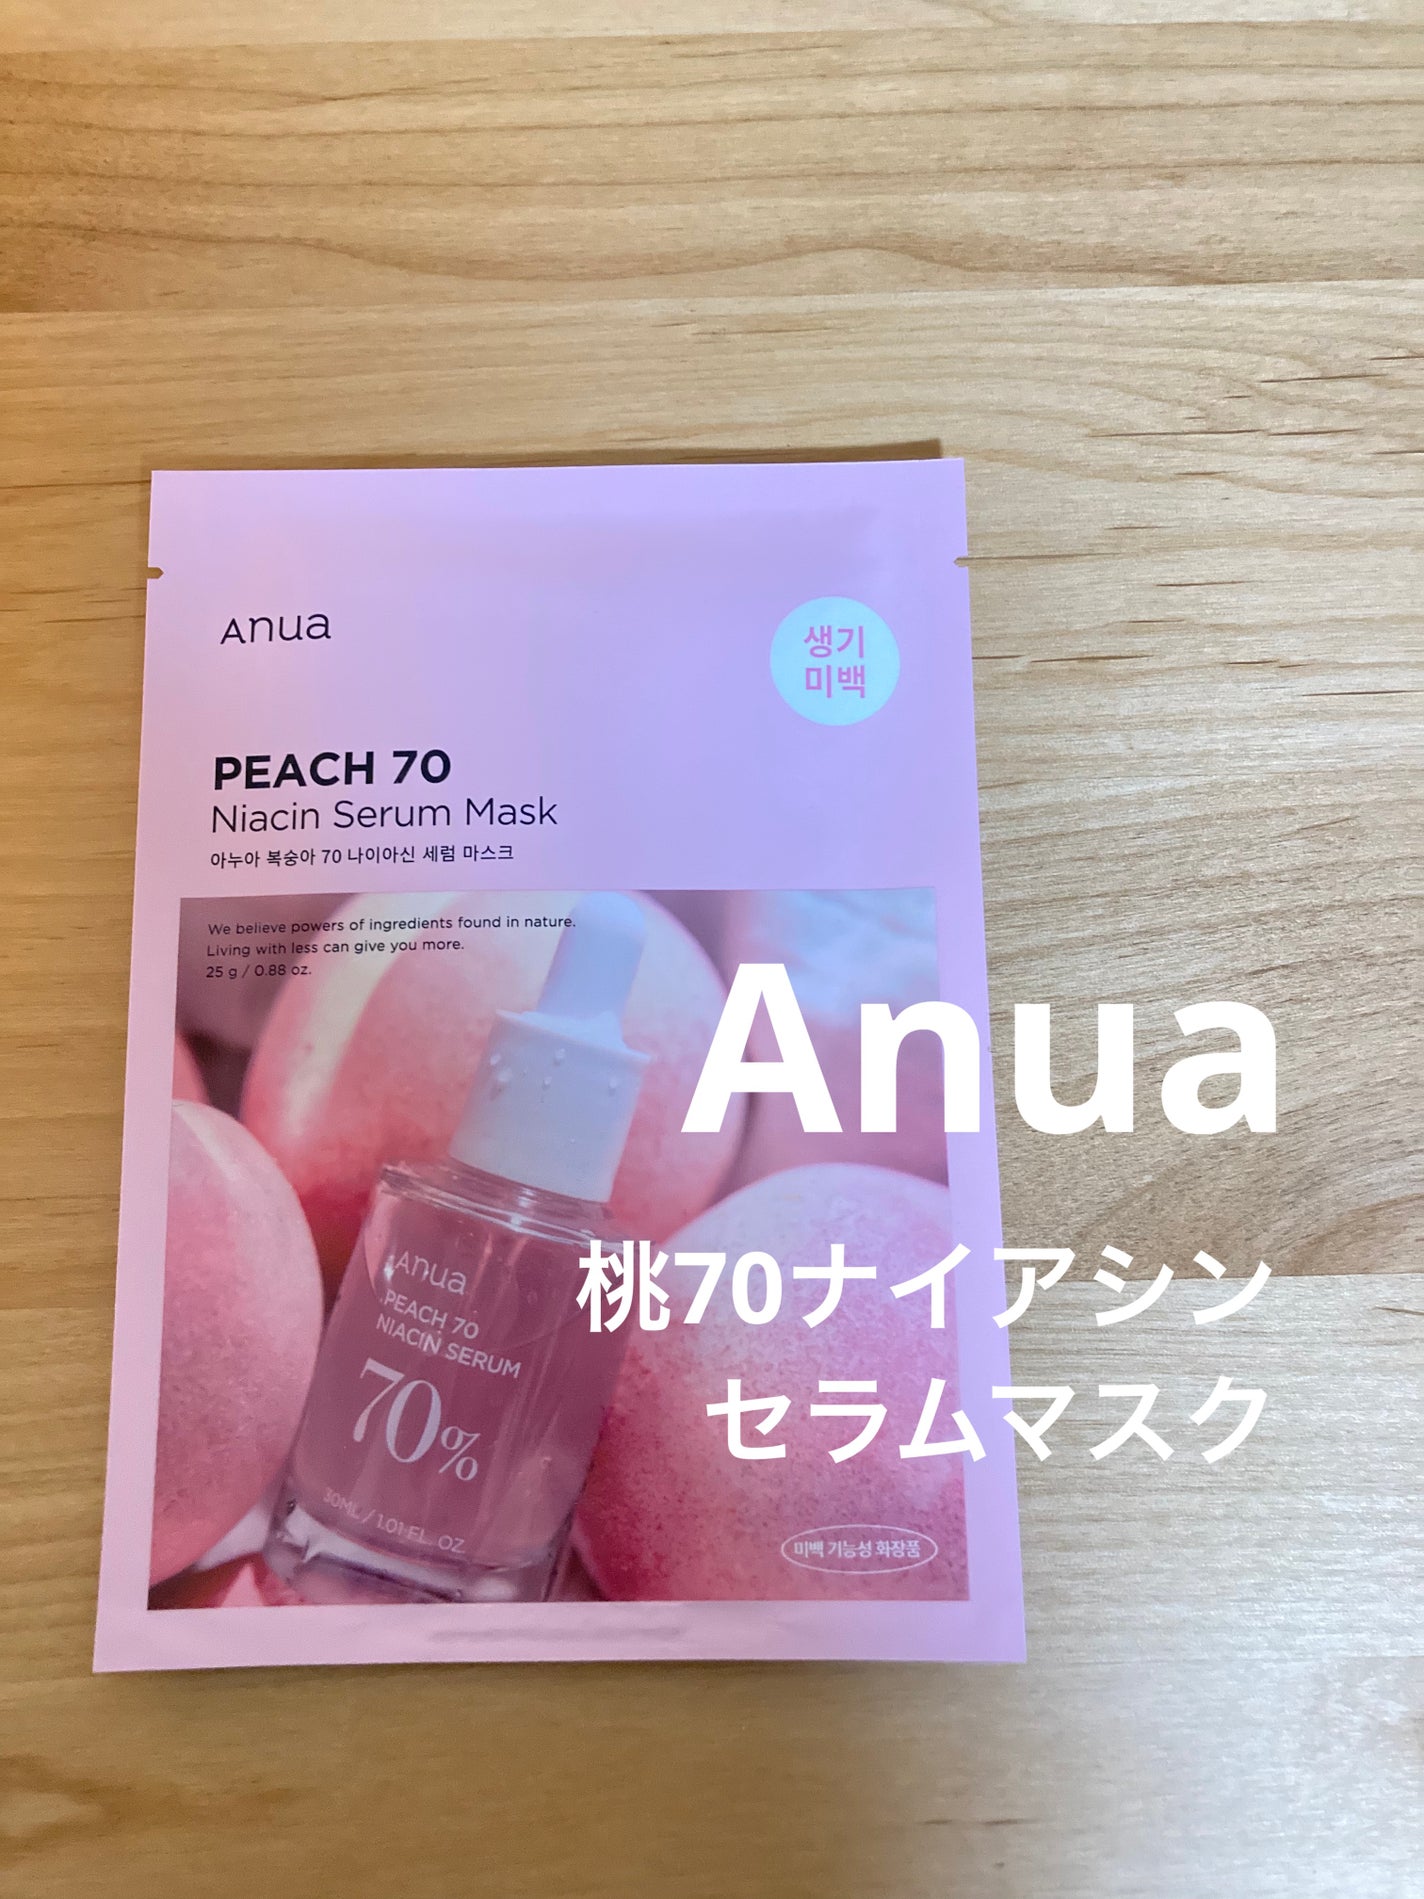 Anua
생기
미백
PEACH 70
Niacin Serum Mask
아누아 복숭아 70 나이아신 세럼 마스크
We believe powers of ingredients found in nature.
Living with less can give you more.
25 g / 0.88 oz.
Anua
桃70ナイアシン
セラムマスク
Anua
PEACH 70
NIACIN SERUM
70%
30ML / 1.01 FL. OZ
미백 기능성 화장품